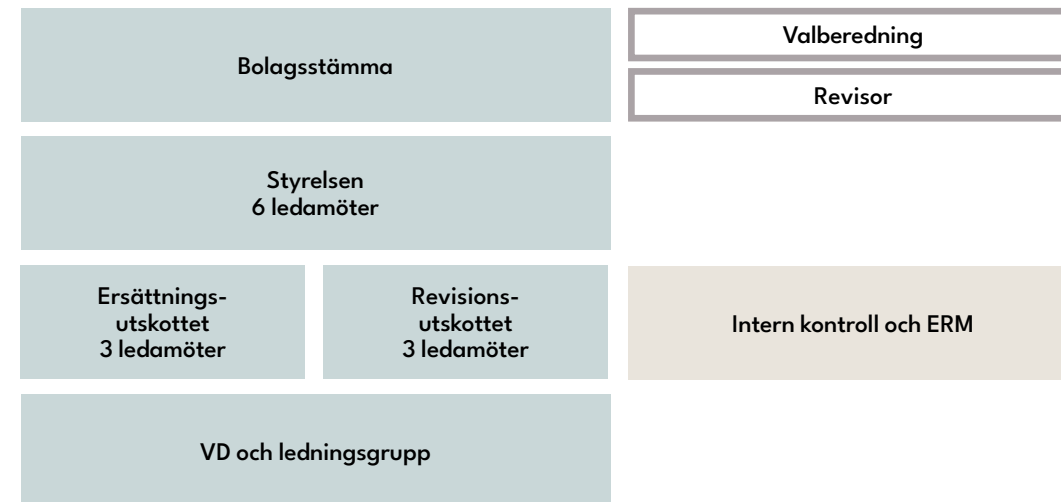 Bolagsstämma
Valberedning
Revisor
Styrelsen
6 ledamöter
Ersättnings-
utskottet
3 ledamöter
Revisions-
utskottet
3 ledamöter
Intern kontroll och ERM
VD och ledningsgrupp